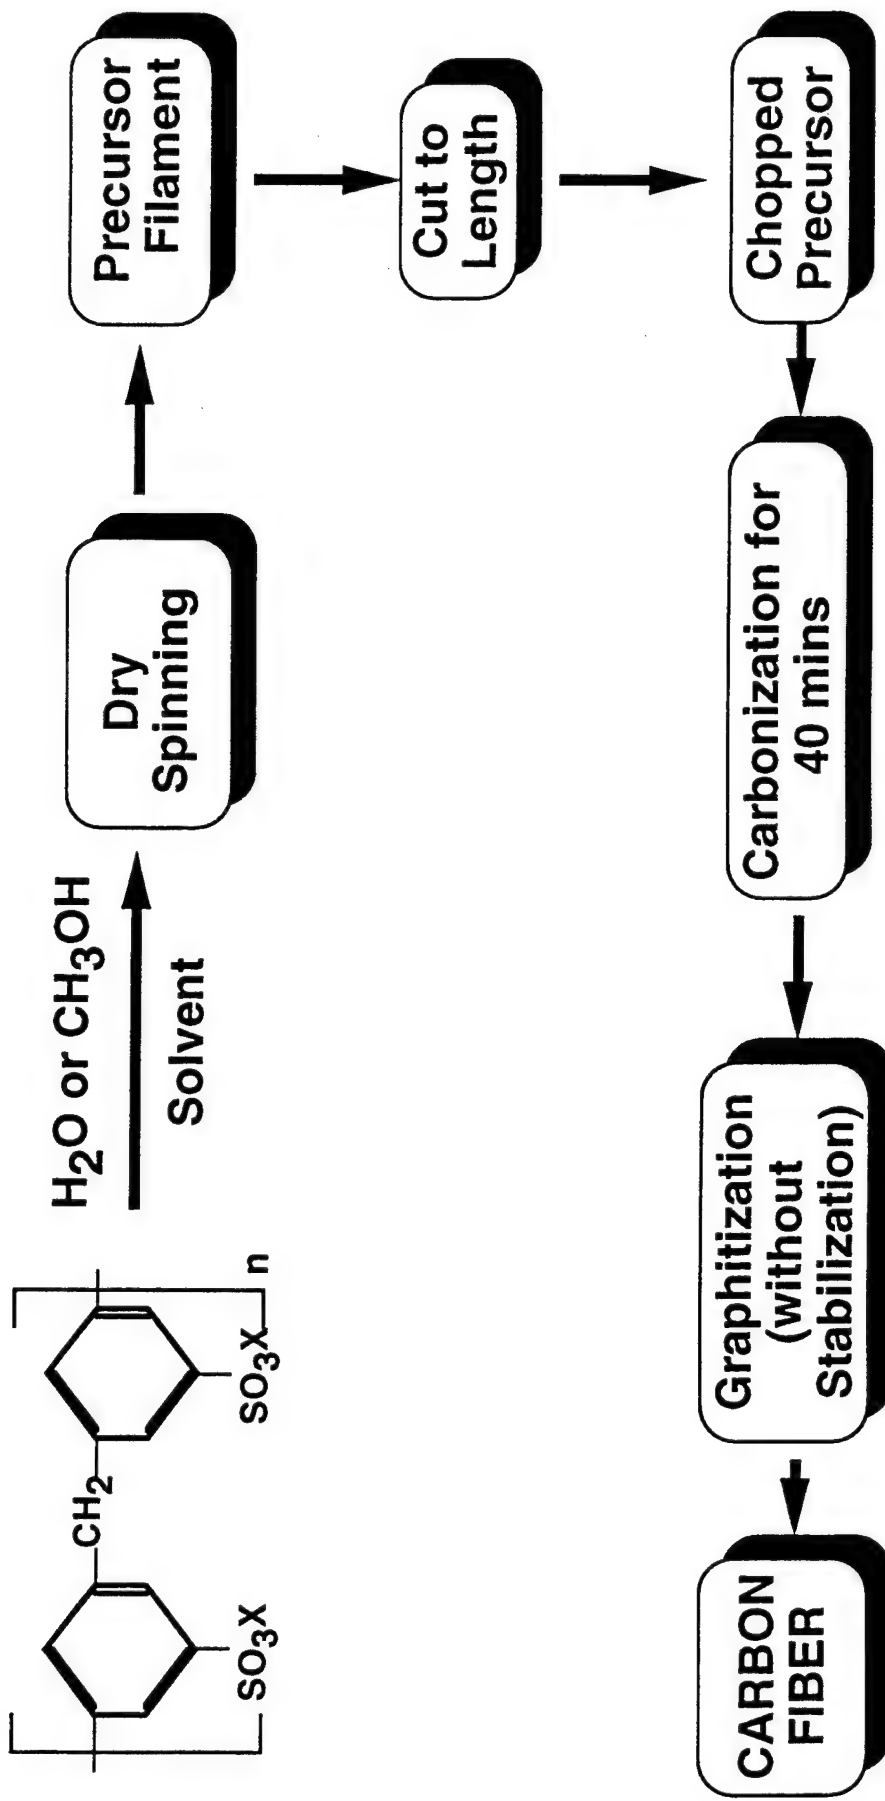 CH2
SO3X
SO3X
n
H2O or CH3OH
Solvent
Dry
Spinning
Precursor
Filament
Cut to
Length
Chopped
Precursor
Carbonization for
40 mins
Graphitization
(without
Stabilization)
CARBON
FIBER